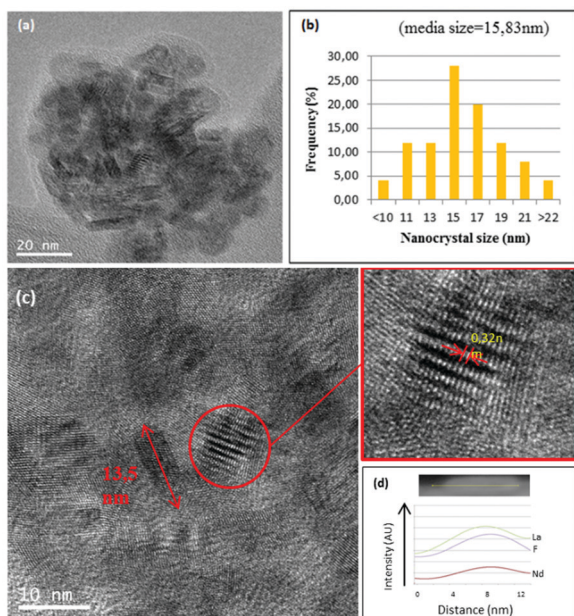 (a)
20 nm
(b)
(media size=15,83nm)
Frequency (%)
30,00
25,00
20,00
15,00
10,00
5,00
0,00
<10 11 13 15 17 19 21 >22
Nanocrystal size (nm)
(c)
13,5
nm
10 nm
0,32n
m
(d)
Intensity (AU)
La
F
Nd
0 4 8 12
Distance (nm)